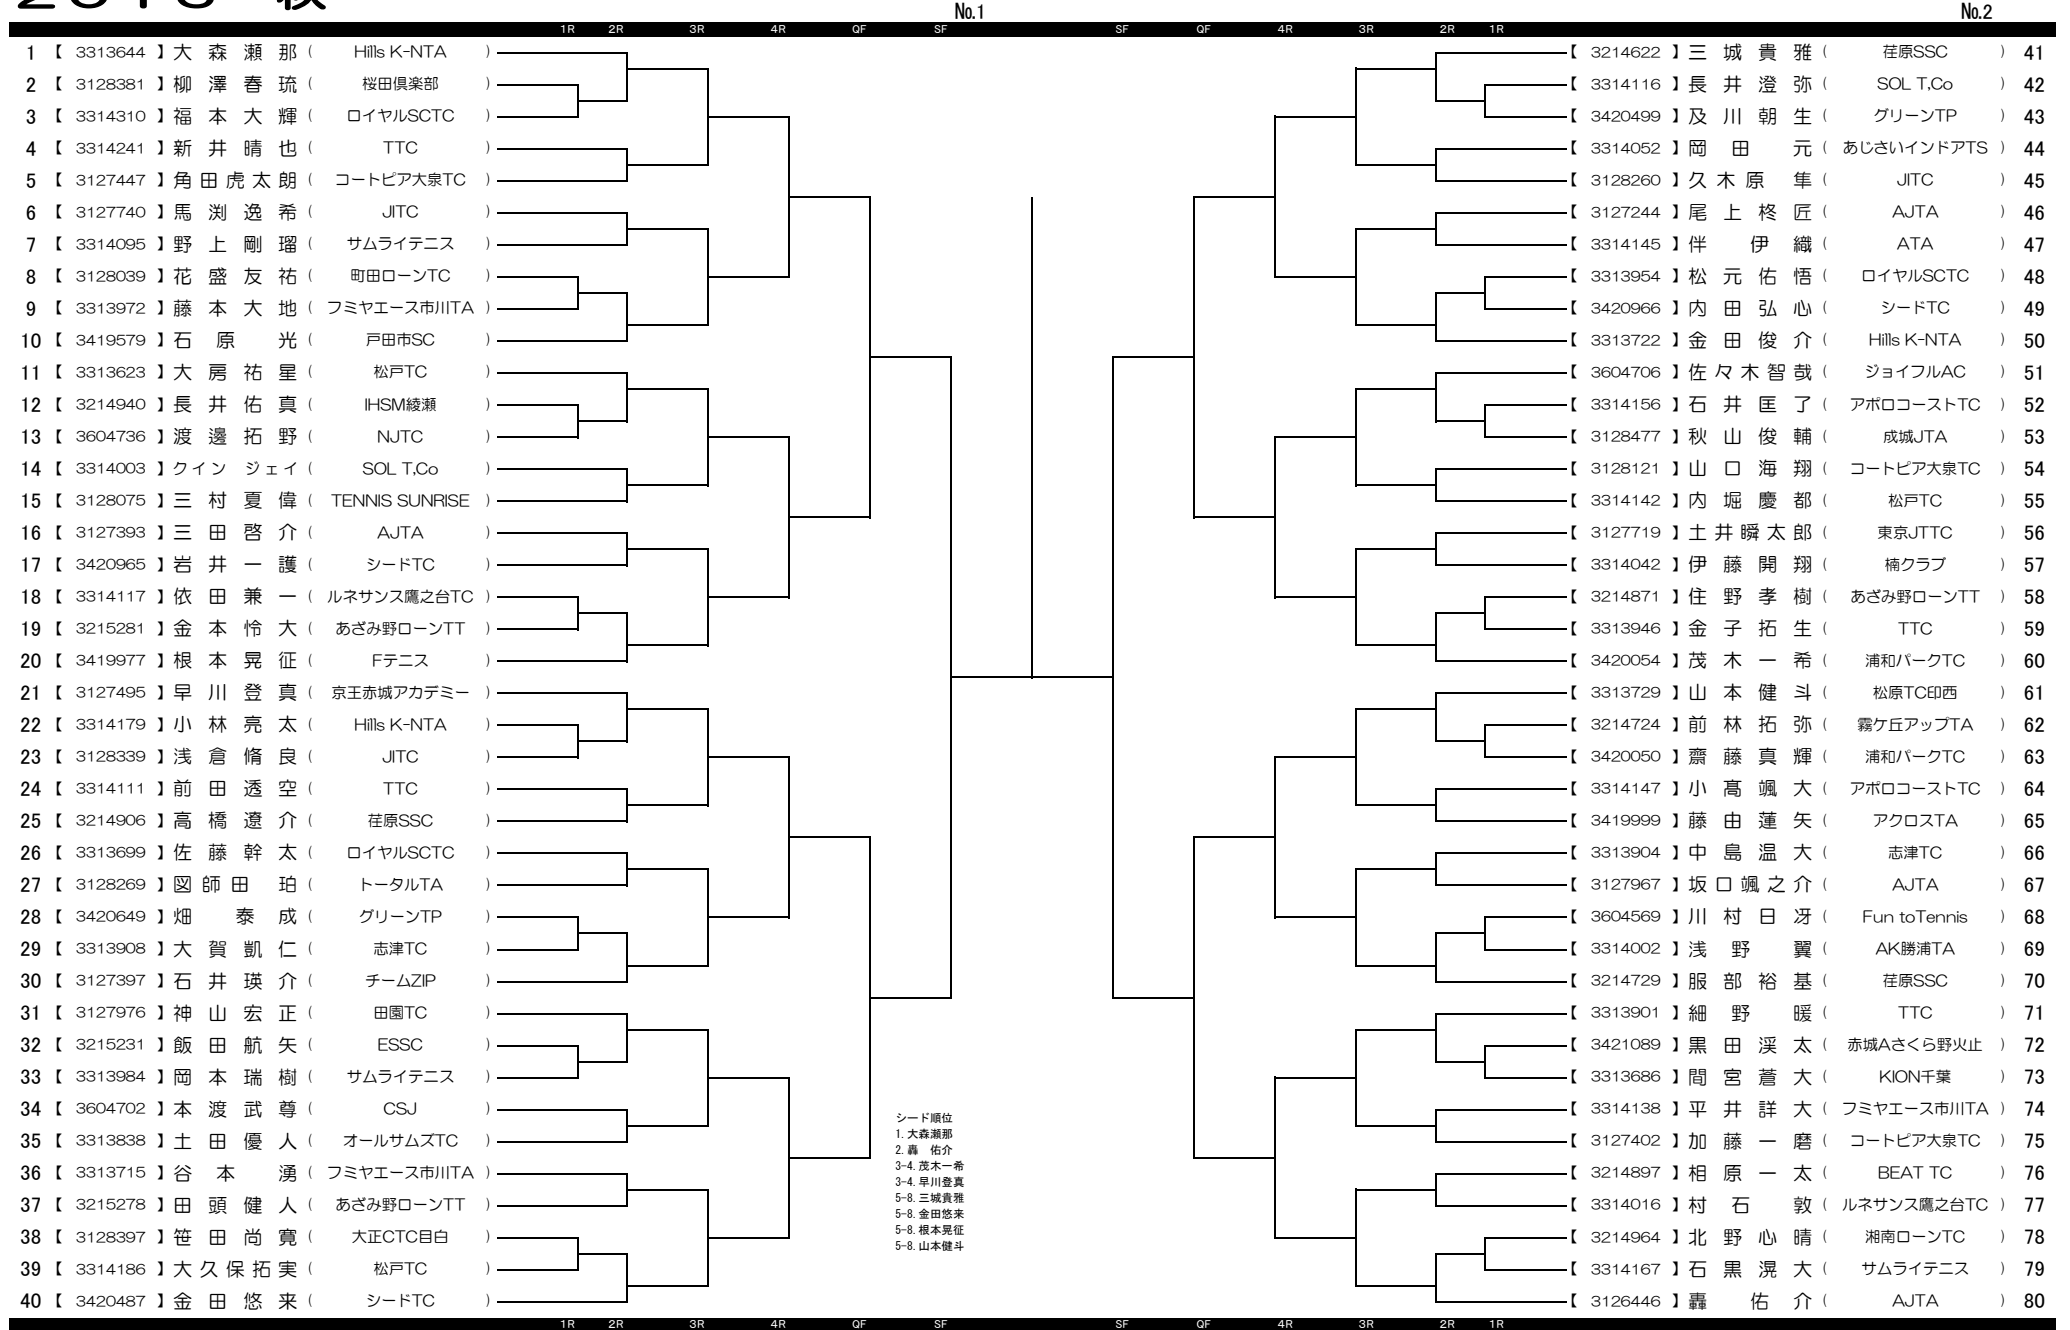 No.1
No.2
1R 2R 3R 4R QF SF SF QF 4R 3R 2R 1R
1 【 3313644 】 大森瀬那 ( Hills K-NTA )
2 【 3128381 】 柳澤春琉 ( 桜田倶楽部 )
3 【 3314310 】 福本大輝 ( ロイヤルSCTC )
4 【 3314241 】 新井晴也 ( TTC )
5 【 3127447 】 角田虎太朗 ( コートピア大泉TC )
6 【 3127740 】 馬渕逸希 ( JITC )
7 【 3314095 】 野上剛瑠 ( サムライテニス )
8 【 3128039 】 花盛友祐 ( 町田ローンTC )
9 【 3313972 】 藤本大地 ( フミヤエース市川TA )
10 【 3419579 】 石原光 ( 戸田市SC )
11 【 3313623 】 大房祐星 ( 松戸TC )
12 【 3214940 】 長井佑真 ( IHSM綾瀬 )
13 【 3604736 】 渡邊拓野 ( NJTC )
14 【 3314003 】 クイン ジェイ ( SOL T,Co )
15 【 3128075 】 三村夏偉 ( TENNIS SUNRISE )
16 【 3127393 】 三田啓介 ( AJTA )
17 【 3420965 】 岩井一護 ( シードTC )
18 【 3314117 】 依田兼一 ( ルネサンス鷹之台TC )
19 【 3215281 】 金本怜大 ( あざみ野ローンTT )
20 【 3419977 】 根本晃征 ( Fテニス )
21 【 3127495 】 早川登真 ( 京王赤城アカデミー )
22 【 3314179 】 小林亮太 ( Hills K-NTA )
23 【 3128339 】 浅倉脩良 ( JITC )
24 【 3314111 】 前田透空 ( TTC )
25 【 3214906 】 高橋遼介 ( 荏原SSC )
26 【 3313699 】 佐藤幹太 ( ロイヤルSCTC )
27 【 3128269 】 図師田珀 ( トータルTA )
28 【 3420649 】 畑泰成 ( グリーンTP )
29 【 3313908 】 大賀凱仁 ( 志津TC )
30 【 3127397 】 石井瑛介 ( チームZIP )
31 【 3127976 】 神山宏正 ( 田園TC )
32 【 3215231 】 飯田航矢 ( ESSC )
33 【 3313984 】 岡本瑞樹 ( サムライテニス )
34 【 3604702 】 本渡武尊 ( CSJ )
35 【 3313838 】 土田優人 ( オールサムズTC )
36 【 3313715 】 谷本湧 ( フミヤエース市川TA )
37 【 3215278 】 田頭健人 ( あざみ野ローンTT )
38 【 3128397 】 笹田尚寛 ( 大正CTC目白 )
39 【 3314186 】 大久保拓実 ( 松戸TC )
40 【 3420487 】 金田悠来 ( シードTC )
シード順位
1. 大森瀬那
2. 轟 佑介
3-4. 茂木一希
3-4. 早川登真
5-8. 三城貴雅
5-8. 金田悠来
5-8. 根本晃征
5-8. 山本健斗
【 3214622 】 三城貴雅 ( 荏原SSC ) 41
【 3314116 】 長井澄弥 ( SOL T,Co ) 42
【 3420499 】 及川朝生 ( グリーンTP ) 43
【 3314052 】 岡田元 ( あじさいインドアTS ) 44
【 3128260 】 久木原隼 ( JITC ) 45
【 3127244 】 尾上柊匠 ( AJTA ) 46
【 3314145 】 伴伊織 ( ATA ) 47
【 3313954 】 松元佑悟 ( ロイヤルSCTC ) 48
【 3420966 】 内田弘心 ( シードTC ) 49
【 3313722 】 金田俊介 ( Hills K-NTA ) 50
【 3604706 】 佐々木智哉 ( ジョイフルAC ) 51
【 3314156 】 石井匡了 ( アポロコーストTC ) 52
【 3128477 】 秋山俊輔 ( 成城JTA ) 53
【 3128121 】 山口海翔 ( コートピア大泉TC ) 54
【 3314142 】 内堀慶都 ( 松戸TC ) 55
【 3127719 】 土井瞬太郎 ( 東京JTTC ) 56
【 3314042 】 伊藤開翔 ( 楠クラブ ) 57
【 3214871 】 住野孝樹 ( あざみ野ローンTT ) 58
【 3313946 】 金子拓生 ( TTC ) 59
【 3420054 】 茂木一希 ( 浦和パークTC ) 60
【 3313729 】 山本健斗 ( 松原TC印西 ) 61
【 3214724 】 前林拓弥 ( 霧ケ丘アップTA ) 62
【 3420050 】 齋藤真輝 ( 浦和パークTC ) 63
【 3314147 】 小髙颯大 ( アポロコーストTC ) 64
【 3419999 】 藤由蓮矢 ( アクロスTA ) 65
【 3313904 】 中島温大 ( 志津TC ) 66
【 3127967 】 坂口颯之介 ( AJTA ) 67
【 3604569 】 川村日冴 ( Fun toTennis ) 68
【 3314002 】 浅野翼 ( AK勝浦TA ) 69
【 3214729 】 服部裕基 ( 荏原SSC ) 70
【 3313901 】 細野暖 ( TTC ) 71
【 3421089 】 黒田渓太 ( 赤城Aさくら野火止 ) 72
【 3313686 】 間宮蒼大 ( KION千葉 ) 73
【 3314138 】 平井詳大 ( フミヤエース市川TA ) 74
【 3127402 】 加藤一磨 ( コートピア大泉TC ) 75
【 3214897 】 相原一太 ( BEAT TC ) 76
【 3314016 】 村石敦 ( ルネサンス鷹之台TC ) 77
【 3214964 】 北野心晴 ( 湘南ローンTC ) 78
【 3314167 】 石黒滉大 ( サムライテニス ) 79
【 3126446 】 轟佑介 ( AJTA ) 80
1R 2R 3R 4R QF SF SF QF 4R 3R 2R 1R